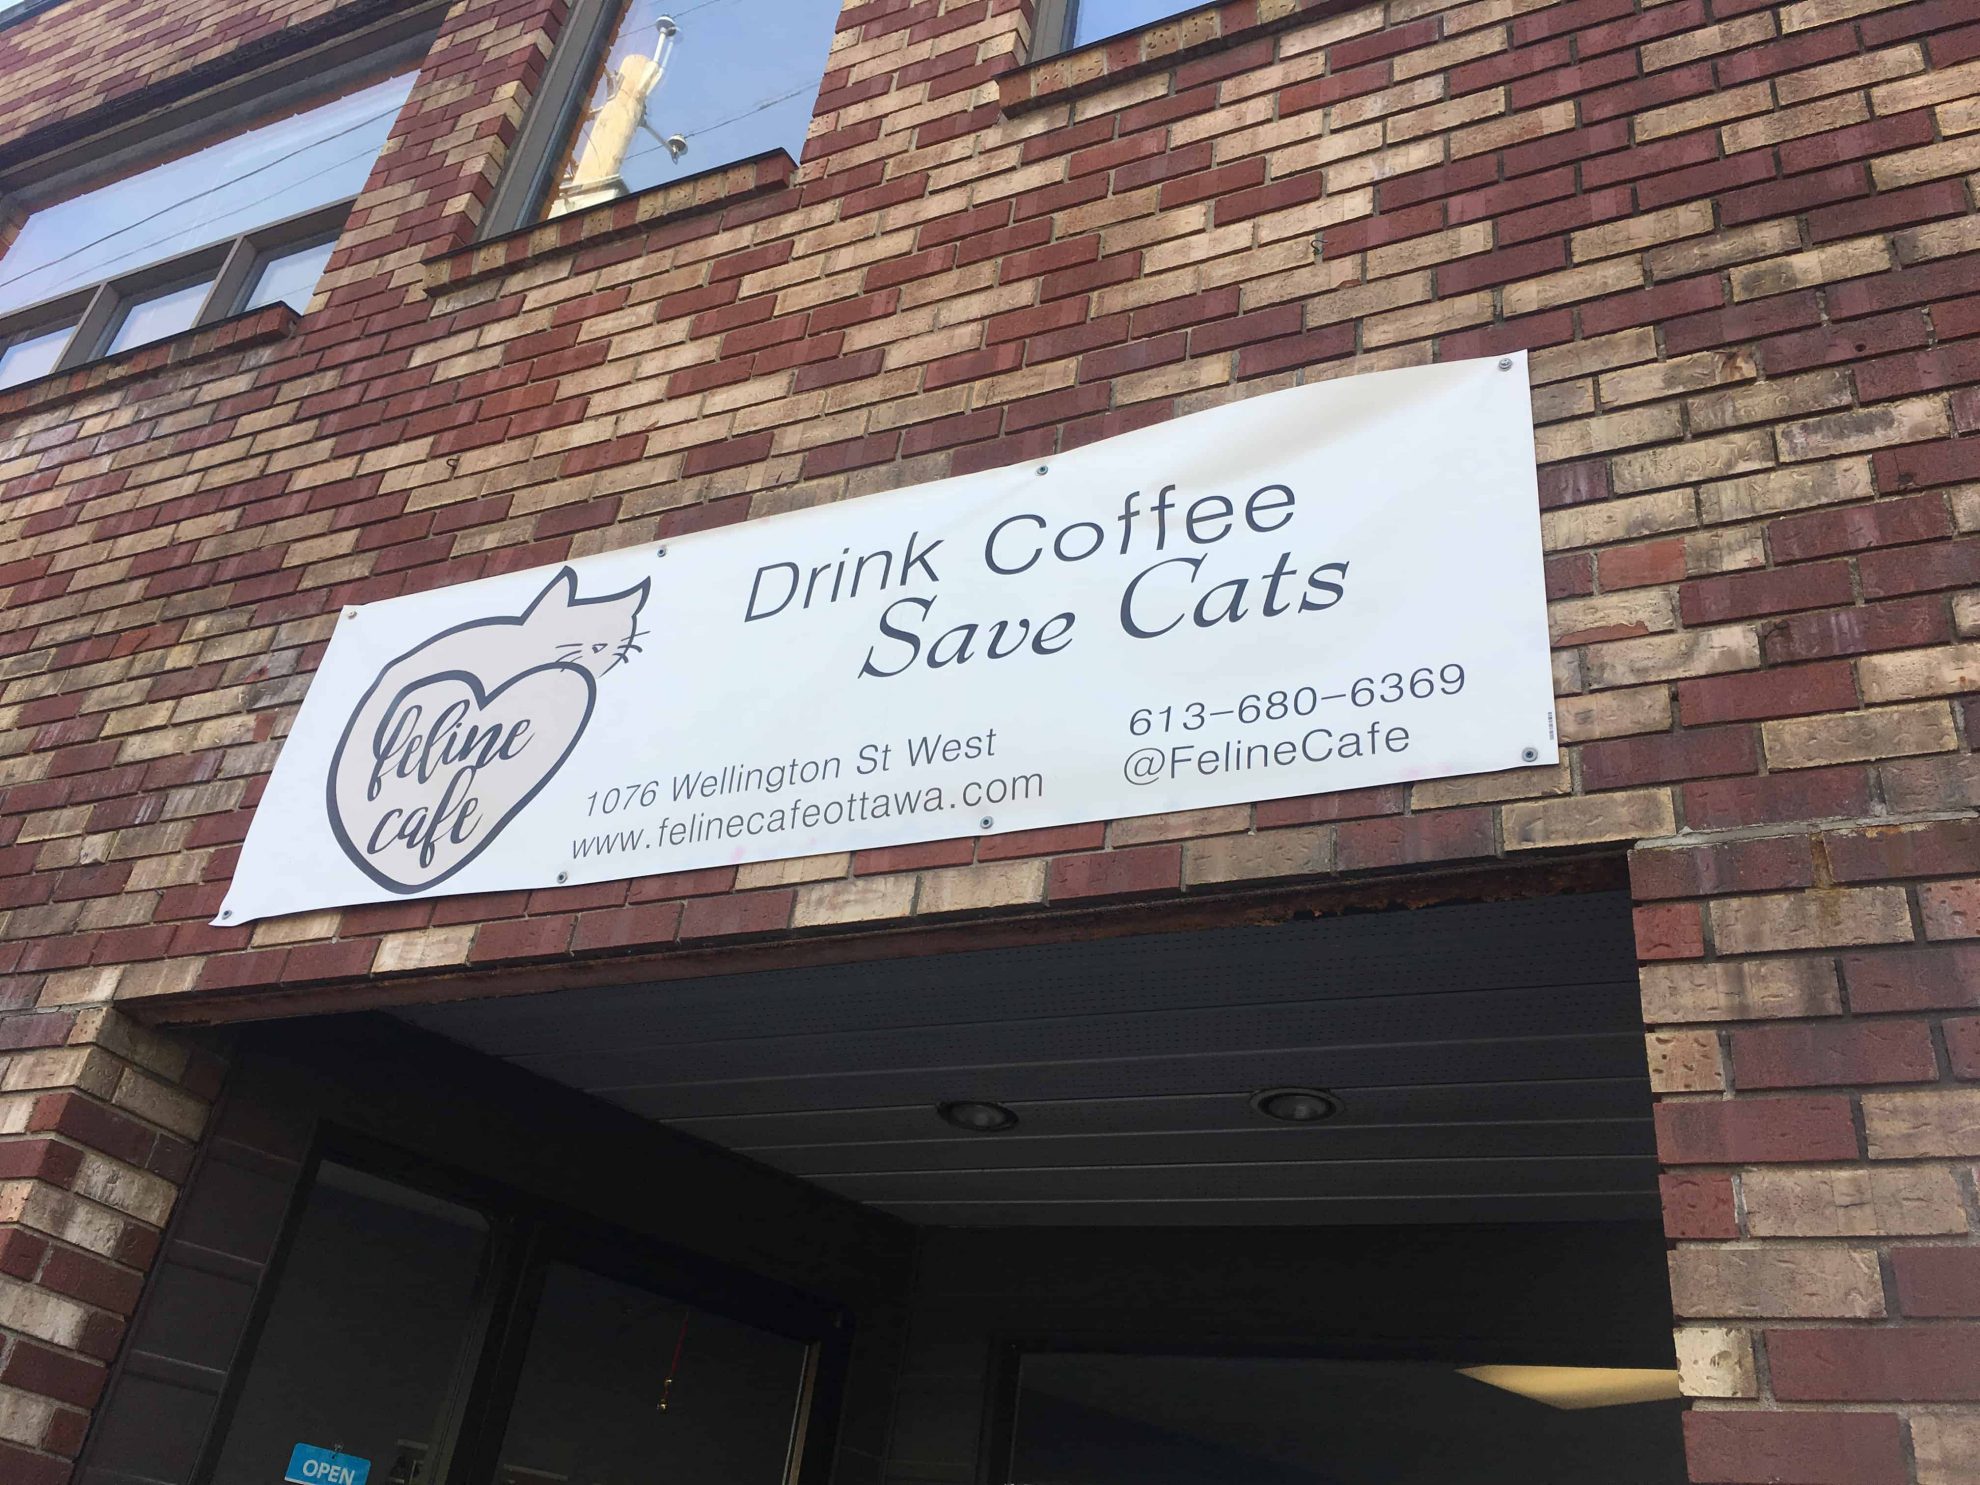 feline
cafe
Drink Coffee
Save Cats
1076 Wellington St West
www.felinecafeottawa.com
613-680-6369
@FelineCafe
OPEN